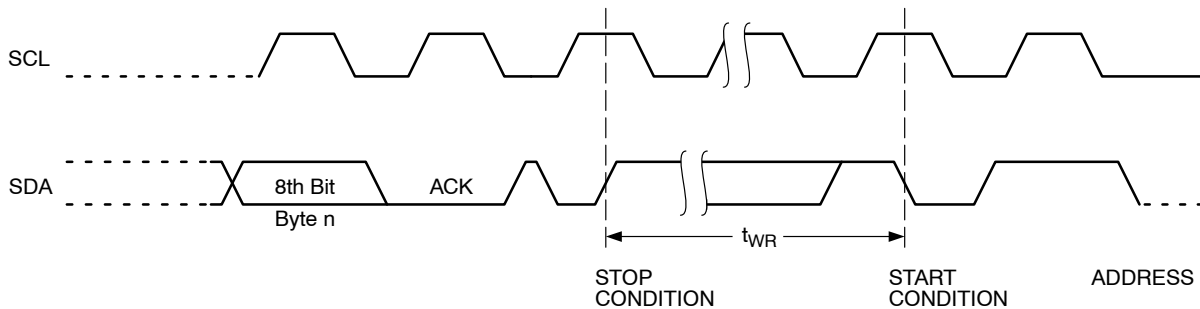 SCL
SDA
8th Bit
Byte n
ACK
tWR
STOP
CONDITION
START
CONDITION
ADDRESS